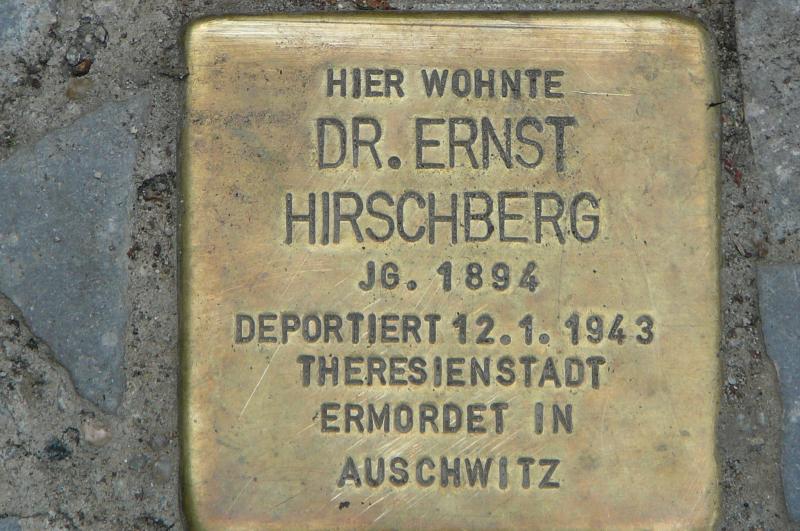 HIER WOHNTE
DR. ERNST
HIRSCHBERG
JG. 1894
DEPORTIERT 12.1.1943
THERESIENSTADT
ERMORDET IN
AUSCHWITZ